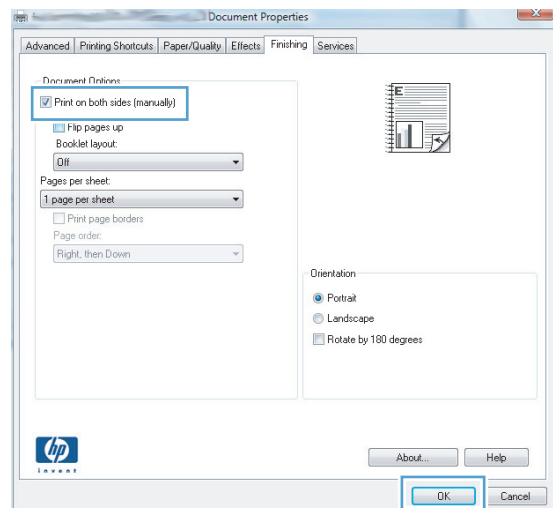 Document Properties
Advanced Printing Shortcuts Paper/Quality Effects Finishing Services
Document Options
Print on both sides (manually)
Flip pages up
Booklet layout:
Off
Pages per sheet:
1 page per sheet
Print page borders
Page order:
Right, then Down
E
Orientation
Portrait
Landscape
Rotate by 180 degrees
hp
invent
About... Help
OK Cancel